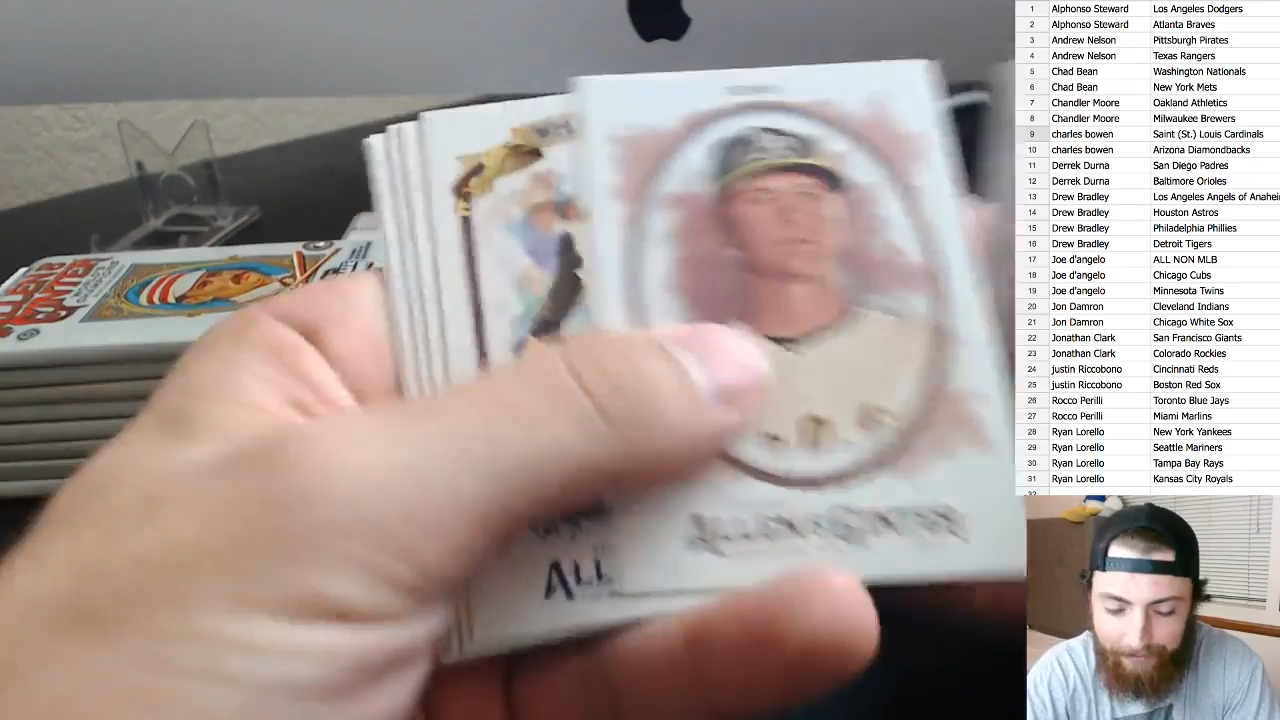 1 Alphonso Steward Los Angeles Dodgers
2 Alphonso Steward Atlanta Braves
3 Andrew Nelson Pittsburgh Pirates
4 Andrew Nelson Texas Rangers
5 Chad Bean Washington Nationals
6 Chad Bean New York Mets
7 Chandler Moore Oakland Athletics
8 Chandler Moore Milwaukee Brewers
9 charles bowen Saint (St.) Louis Cardinals
10 charles bowen Arizona Diamondbacks
11 Derrek Durna San Diego Padres
12 Derrek Durna Baltimore Orioles
13 Drew Bradley Los Angeles Angels of Anahe
14 Drew Bradley Houston Astros
15 Drew Bradley Philadelphia Phillies
16 Drew Bradley Detroit Tigers
17 Joe d'angelo ALL NON MLB
18 Joe d'angelo Chicago Cubs
19 Joe d'angelo Minnesota Twins
20 Jon Damron Cleveland Indians
21 Jon Damron Chicago White Sox
22 Jonathan Clark San Francisco Giants
23 Jonathan Clark Colorado Rockies
24 justin Riccobono Cincinnati Reds
25 justin Riccobono Boston Red Sox
26 Rocco Perilli Toronto Blue Jays
27 Rocco Perilli Miami Marlins
28 Ryan Lorello New York Yankees
29 Ryan Lorello Seattle Mariners
30 Ryan Lorello Tampa Bay Rays
31 Ryan Lorello Kansas City Royals
ALLEN & GINTER
ALL